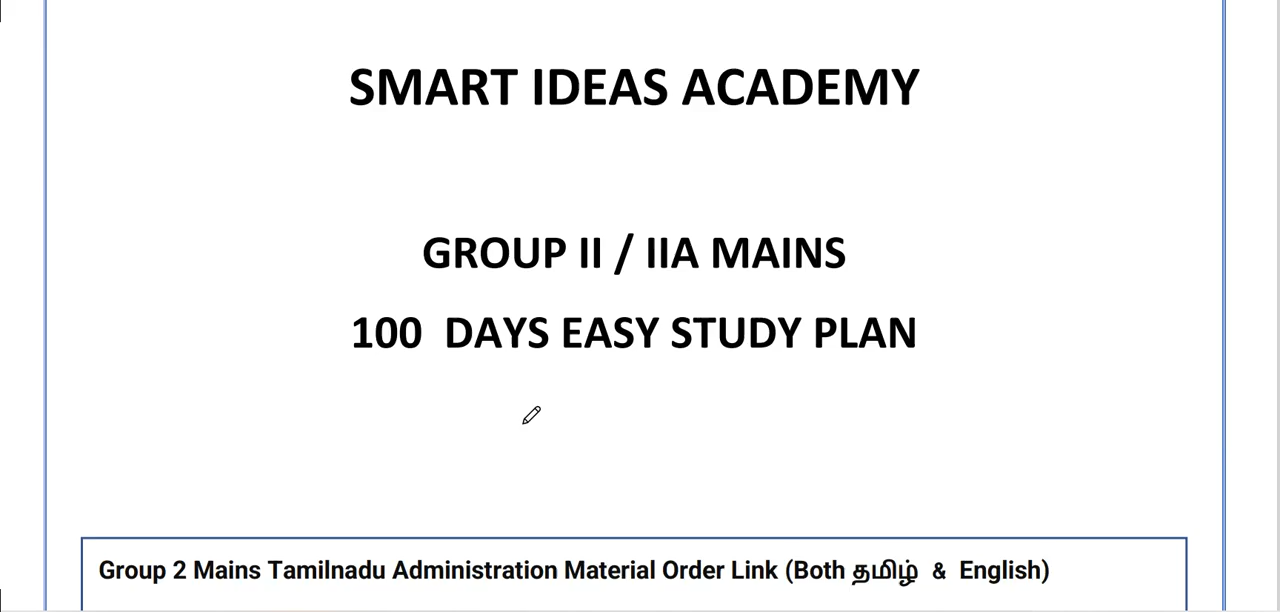 SMART IDEAS ACADEMY
GROUP II / IIA MAINS
100 DAYS EASY STUDY PLAN
Group 2 Mains Tamilnadu Administration Material Order Link (Both தமிழ் & English)